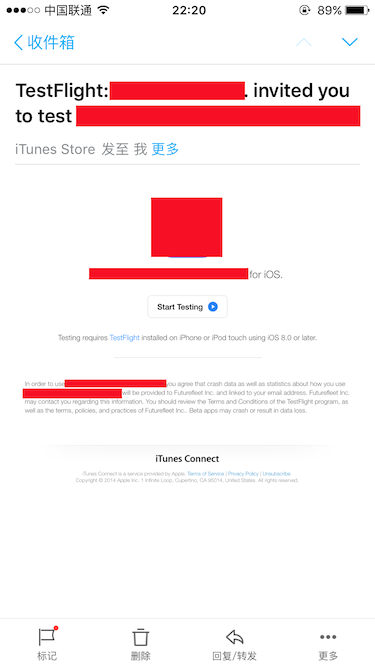 中国联通 22:20 89%
收件箱
TestFlight: . invited you
to test
iTunes Store 发至 我 更多
for iOS.
Start Testing
Testing requires TestFlight installed on iPhone or iPod touch using iOS 8.0 or later.
In order to use you agree that crash data as well as statistics about how you use
will be provided to Futurefleet Inc. and linked to your email address. Futurefleet Inc.
may contact you regarding this information. You should review the Terms and Conditions of the TestFlight program, as
well as the terms, policies, and practices of Futurefleet Inc.. Beta apps may crash or result in data loss.
iTunes Connect
iTunes Connect is a service provided by Apple. Terms of Service | Privacy Policy | Unsubscribe
Copyright © 2014 Apple Inc. 1 Infinite Loop, Cupertino, CA 95014, United States. All rights reserved.
标记 删除 回复/转发 更多